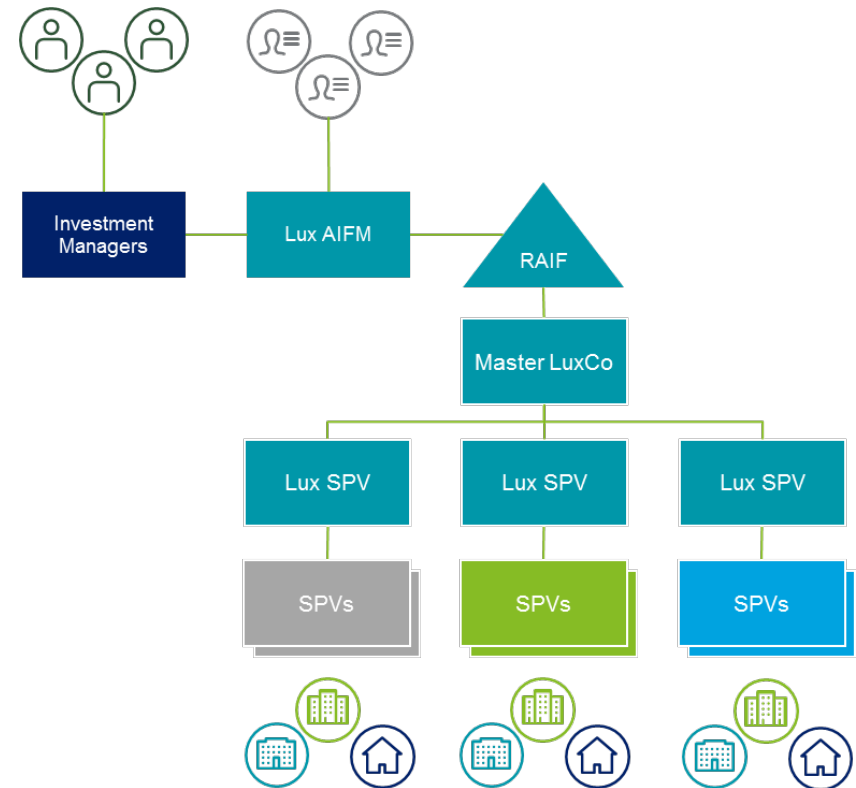 Investment
Managers
Lux AIFM
RAIF
Master LuxCo
Lux SPV
Lux SPV
Lux SPV
SPVs
SPVs
SPVs